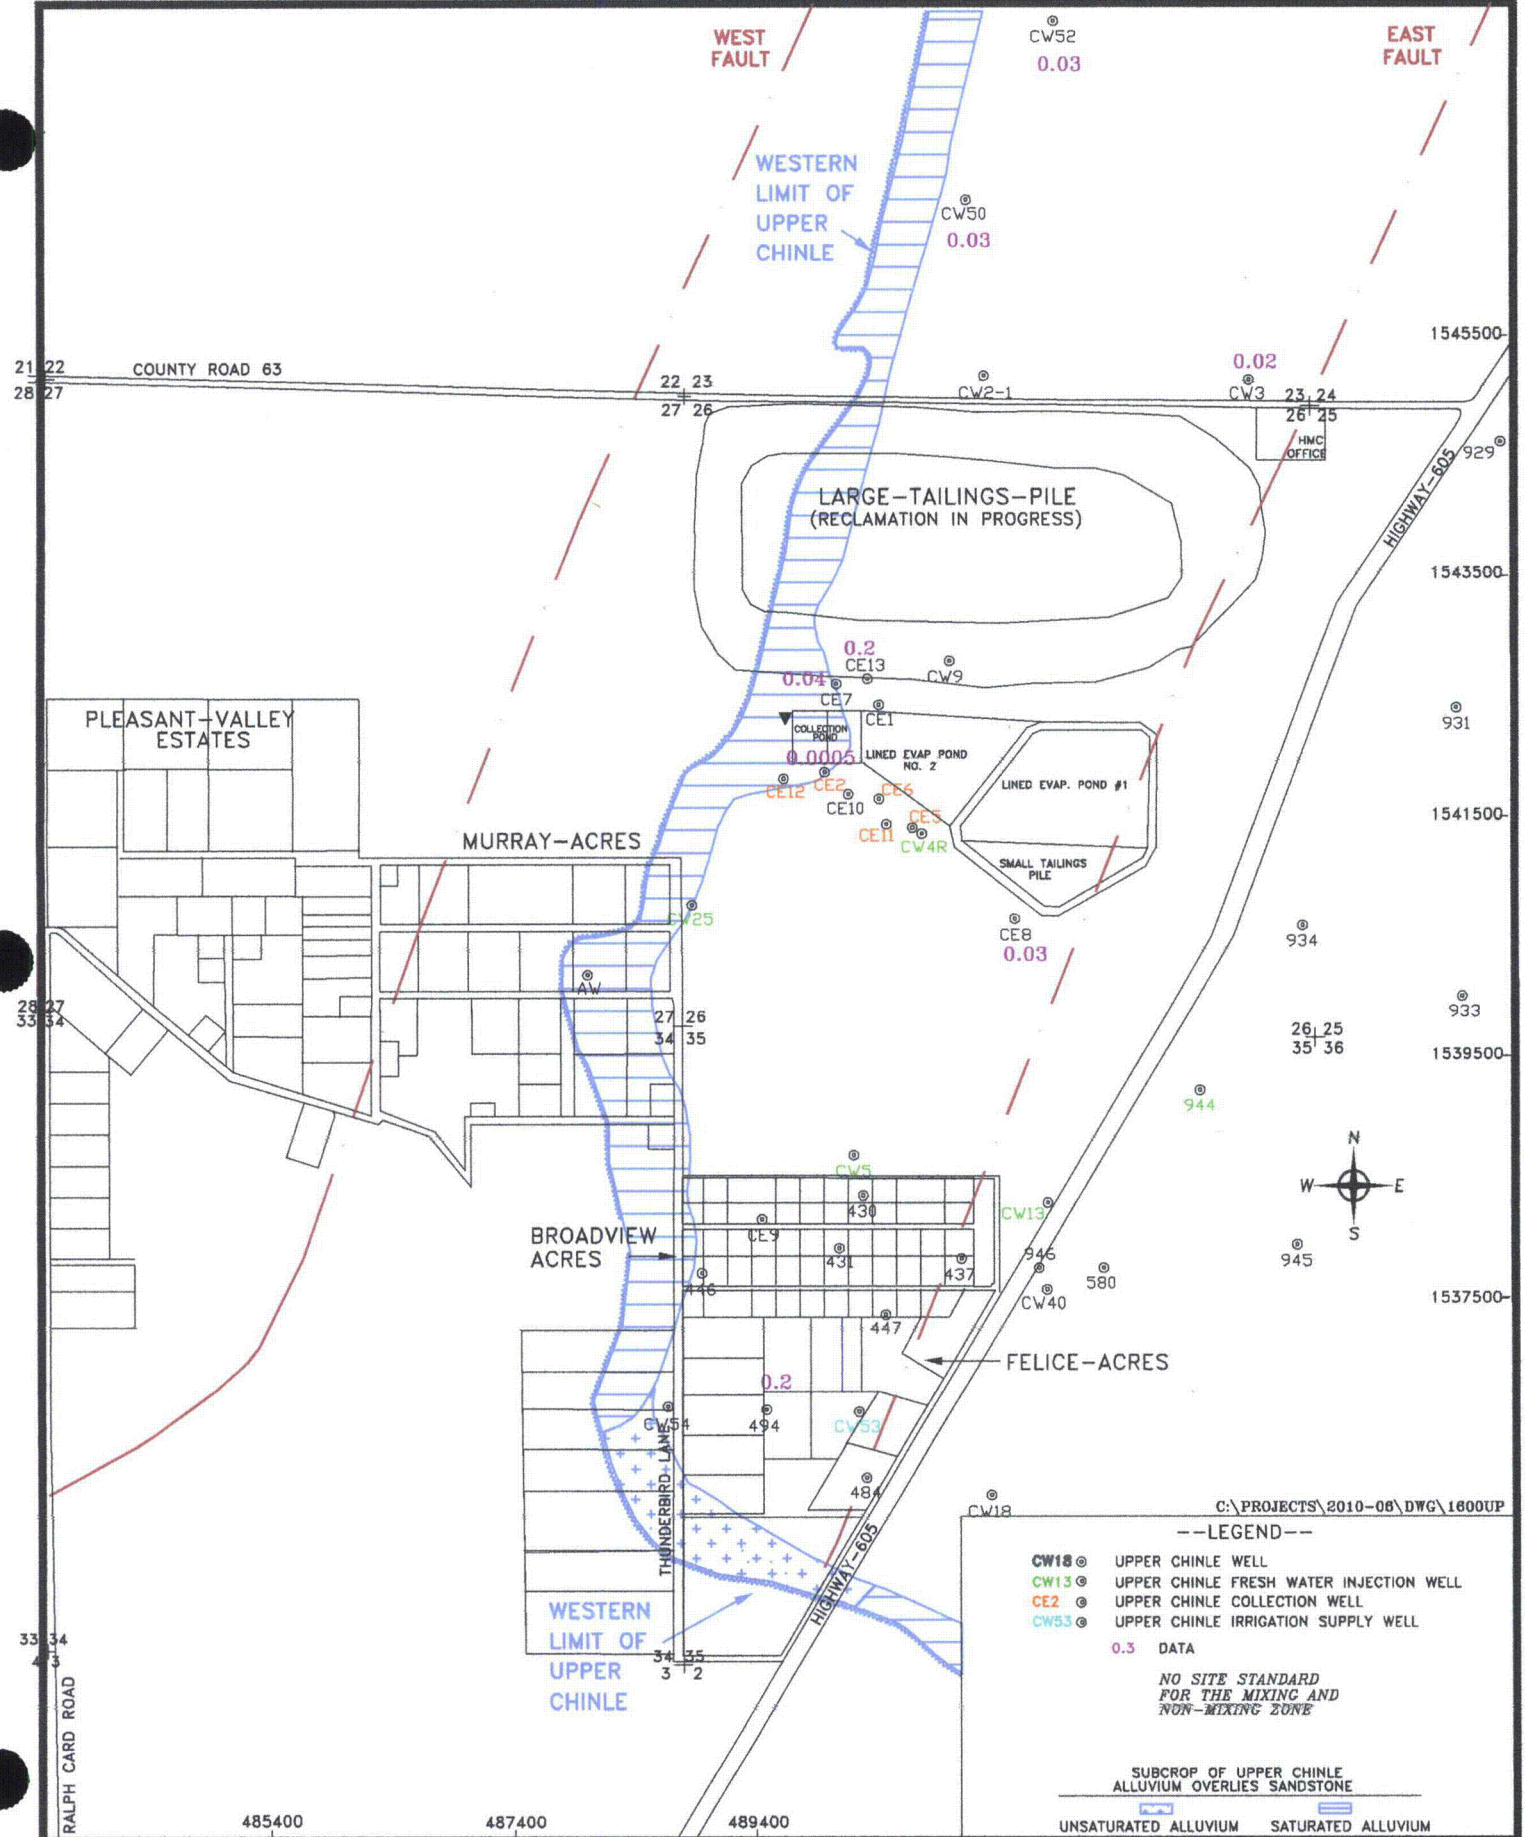 WEST
FAULT
CW52
0.03
EAST
FAULT
WESTERN
LIMIT OF
UPPER
CHINLE
CW50
0.03
1545500
21 22
28 27
COUNTY ROAD 63
22 23
27 26
CW2-1
0.02
CW3
23 24
26 25
HMC
OFFICE
929
HIGHWAY-605
LARGE-TAILINGS-PILE
(RECLAMATION IN PROGRESS)
1543500
0.2
CE13
CW9
0.04
CE7
CE1
931
PLEASANT-VALLEY
ESTATES
COLLECTION
POND
0.0005
LINED EVAP POND
NO. 2
LINED EVAP. POND #1
CE12
CE2
CE10
CE6
CE11
CE5
CW4R
1541500
MURRAY-ACRES
SMALL TAILINGS
PILE
CW25
CE8
0.03
934
AW
933
28 27
33 34
27 26
34 35
26 25
35 36
1539500
944
N
W E
S
CW5
430
CW13
CE9
BROADVIEW
ACRES
431
437
946
945
446
580
CW40
1537500
447
FELICE-ACRES
0.2
CW54
494
CW53
THUNDERBIRD LANE
484
CW18
HIGHWAY-605
C:\PROJECTS\2010-06\DWG\1600UP
--LEGEND--
CW18 UPPER CHINLE WELL
CW13 UPPER CHINLE FRESH WATER INJECTION WELL
CE2 UPPER CHINLE COLLECTION WELL
CW53 UPPER CHINLE IRRIGATION SUPPLY WELL
0.3 DATA
NO SITE STANDARD
FOR THE MIXING AND
NON-MIXING ZONE
WESTERN
LIMIT OF
UPPER
CHINLE
33 34
4 3
34 35
3 2
RALPH CARD ROAD
SUBCROP OF UPPER CHINLE
ALLUVIUM OVERLIES SANDSTONE
UNSATURATED ALLUVIUM SATURATED ALLUVIUM
485400
487400
489400